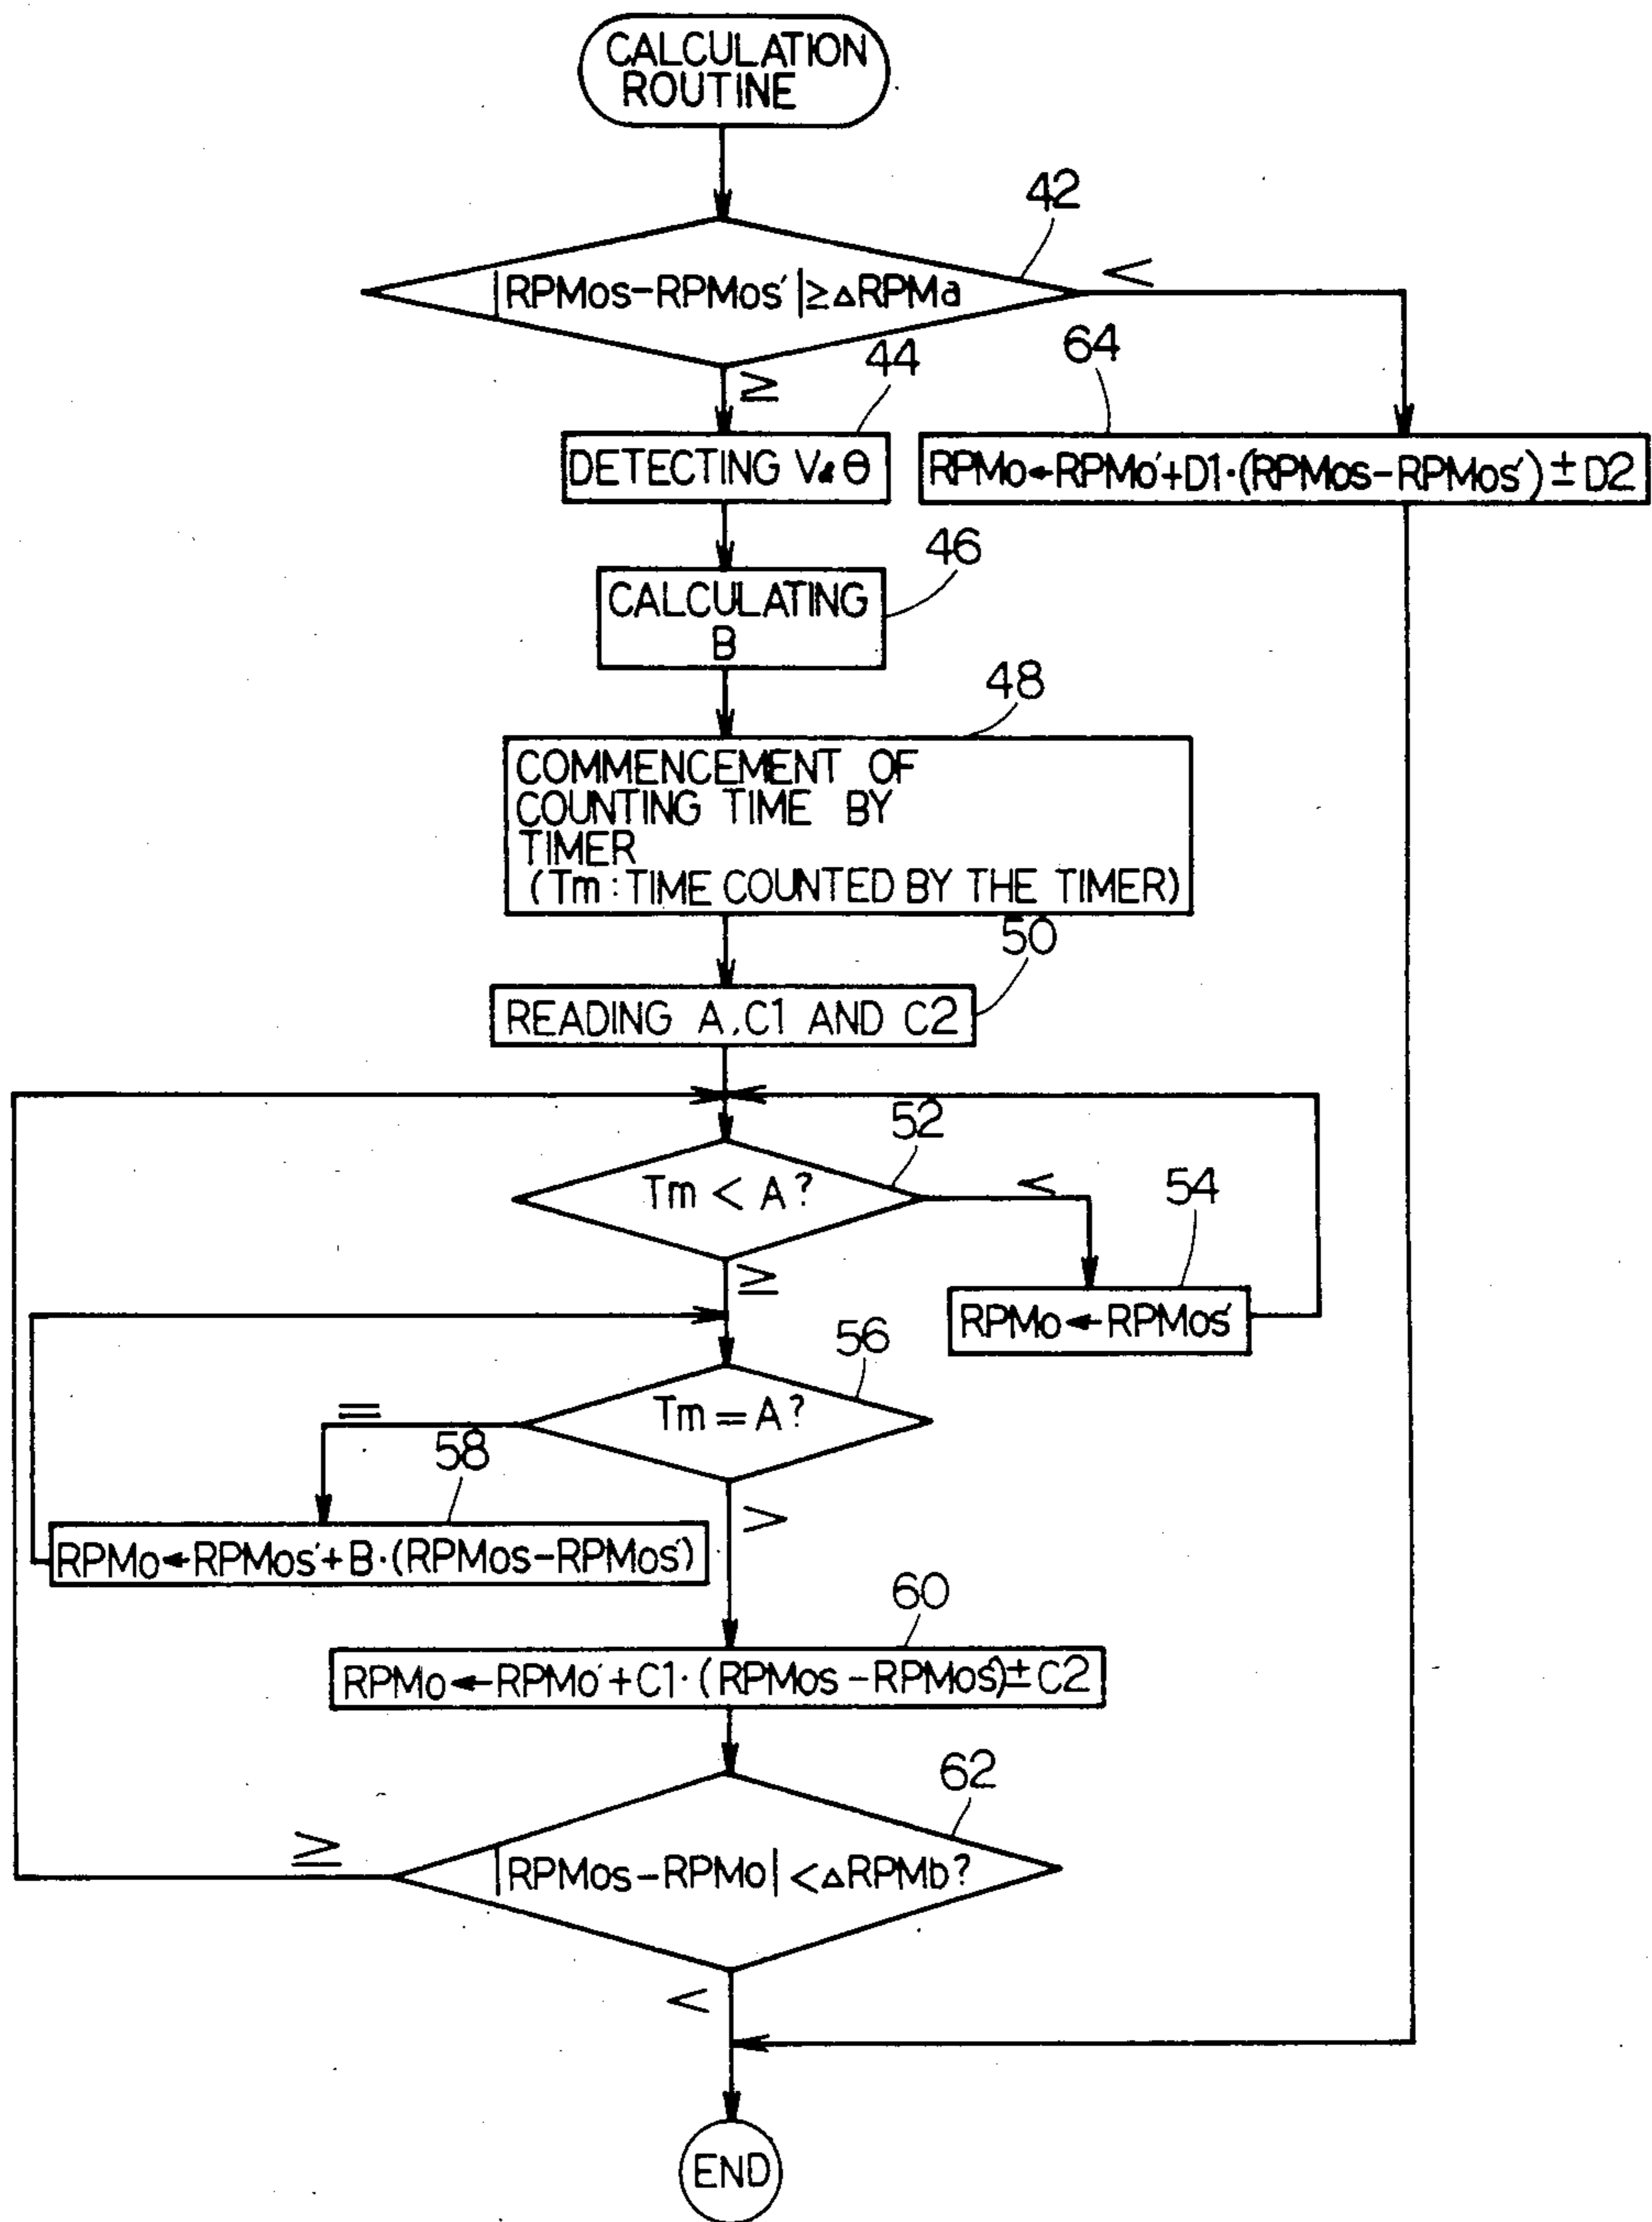 CALCULATION
ROUTINE
42
|RPMos-RPMos′|≥△RPMa
<
≥
44
64
DETECTING V&θ
RPMo←RPMo′+D1·(RPMos-RPMos′)±D2
46
CALCULATING
B
48
COMMENCEMENT OF
COUNTING TIME BY
TIMER
(Tm:TIME COUNTED BY THE TIMER)
50
READING A,C1 AND C2
52
Tm < A?
<
54
≥
RPMo←RPMos′
56
Tm=A?
=
58
>
RPMo←RPMos′+B·(RPMos-RPMos′)
60
RPMo←RPMo′+C1·(RPMos-RPMos′)±C2
62
≥
|RPMos-RPMo|<△RPMb?
<
END